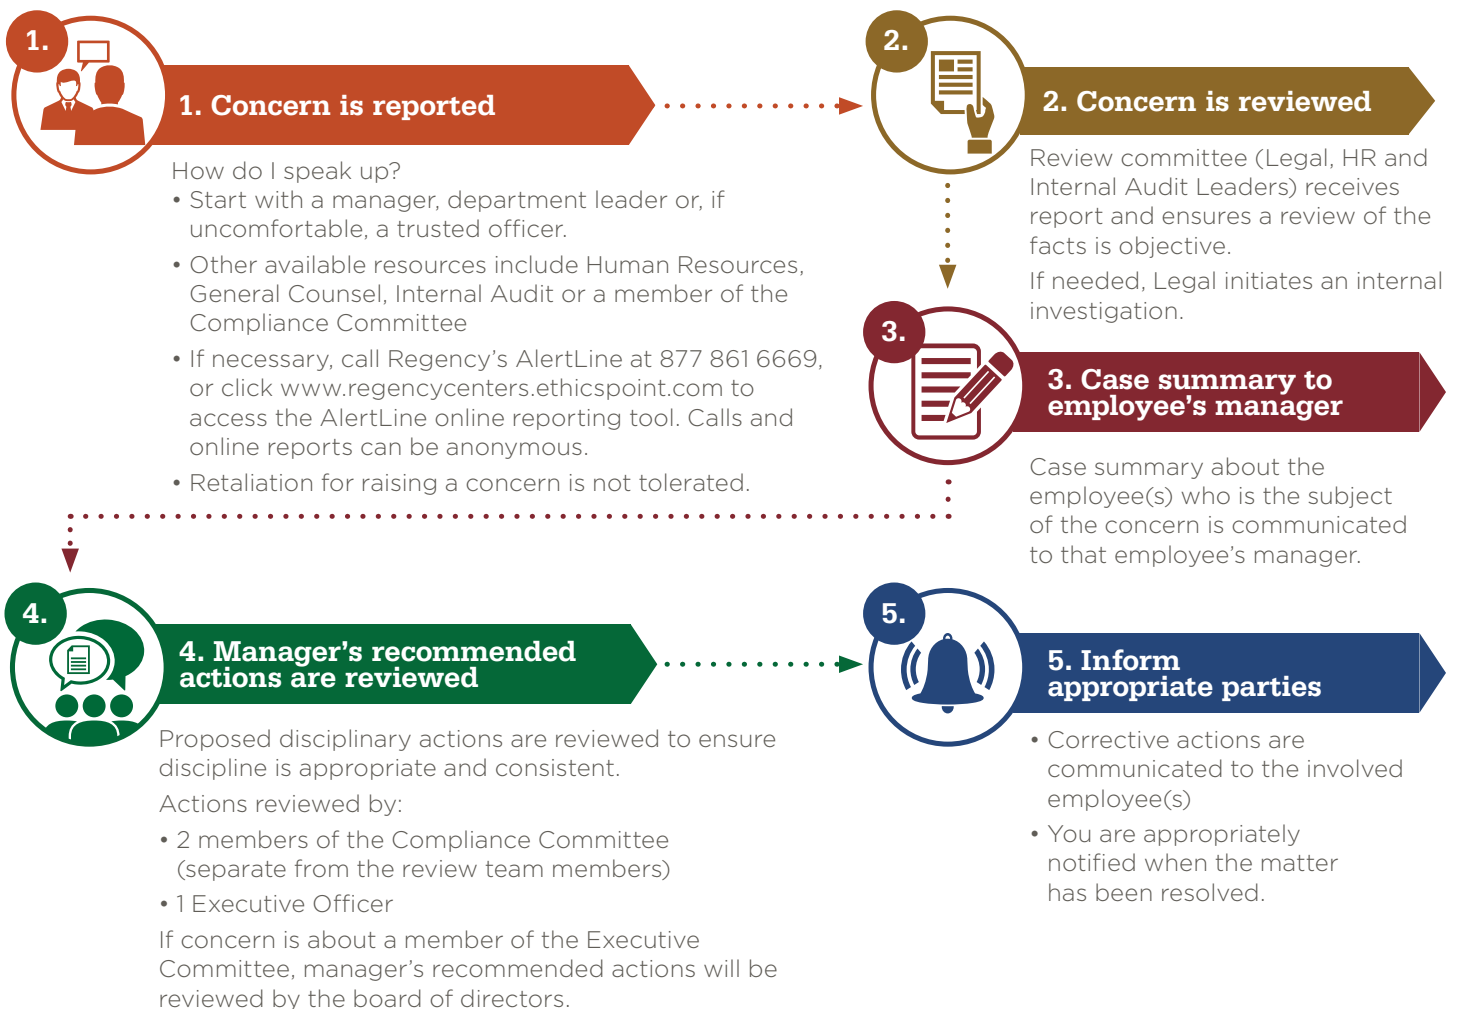 1.
1. Concern is reported
How do I speak up?
• Start with a manager, department leader or, if
uncomfortable, a trusted officer.
• Other available resources include Human Resources,
General Counsel, Internal Audit or a member of the
Compliance Committee
• If necessary, call Regency's AlertLine at 877 861 6669,
or click www.regencycenters.ethicspoint.com to
access the AlertLine online reporting tool. Calls and
online reports can be anonymous.
• Retaliation for raising a concern is not tolerated.
2.
2. Concern is reviewed
Review committee (Legal, HR and
Internal Audit Leaders) receives
report and ensures a review of the
facts is objective.
If needed, Legal initiates an internal
investigation.
3.
3. Case summary to
employee's manager
Case summary about the
employee(s) who is the subject
of the concern is communicated
to that employee's manager.
4.
4. Manager's recommended
actions are reviewed
Proposed disciplinary actions are reviewed to ensure
discipline is appropriate and consistent.
Actions reviewed by:
• 2 members of the Compliance Committee
(separate from the review team members)
• 1 Executive Officer
If concern is about a member of the Executive
Committee, manager's recommended actions will be
reviewed by the board of directors.
5.
5. Inform
appropriate parties
• Corrective actions are
communicated to the involved
employee(s)
• You are appropriately
notified when the matter
has been resolved.